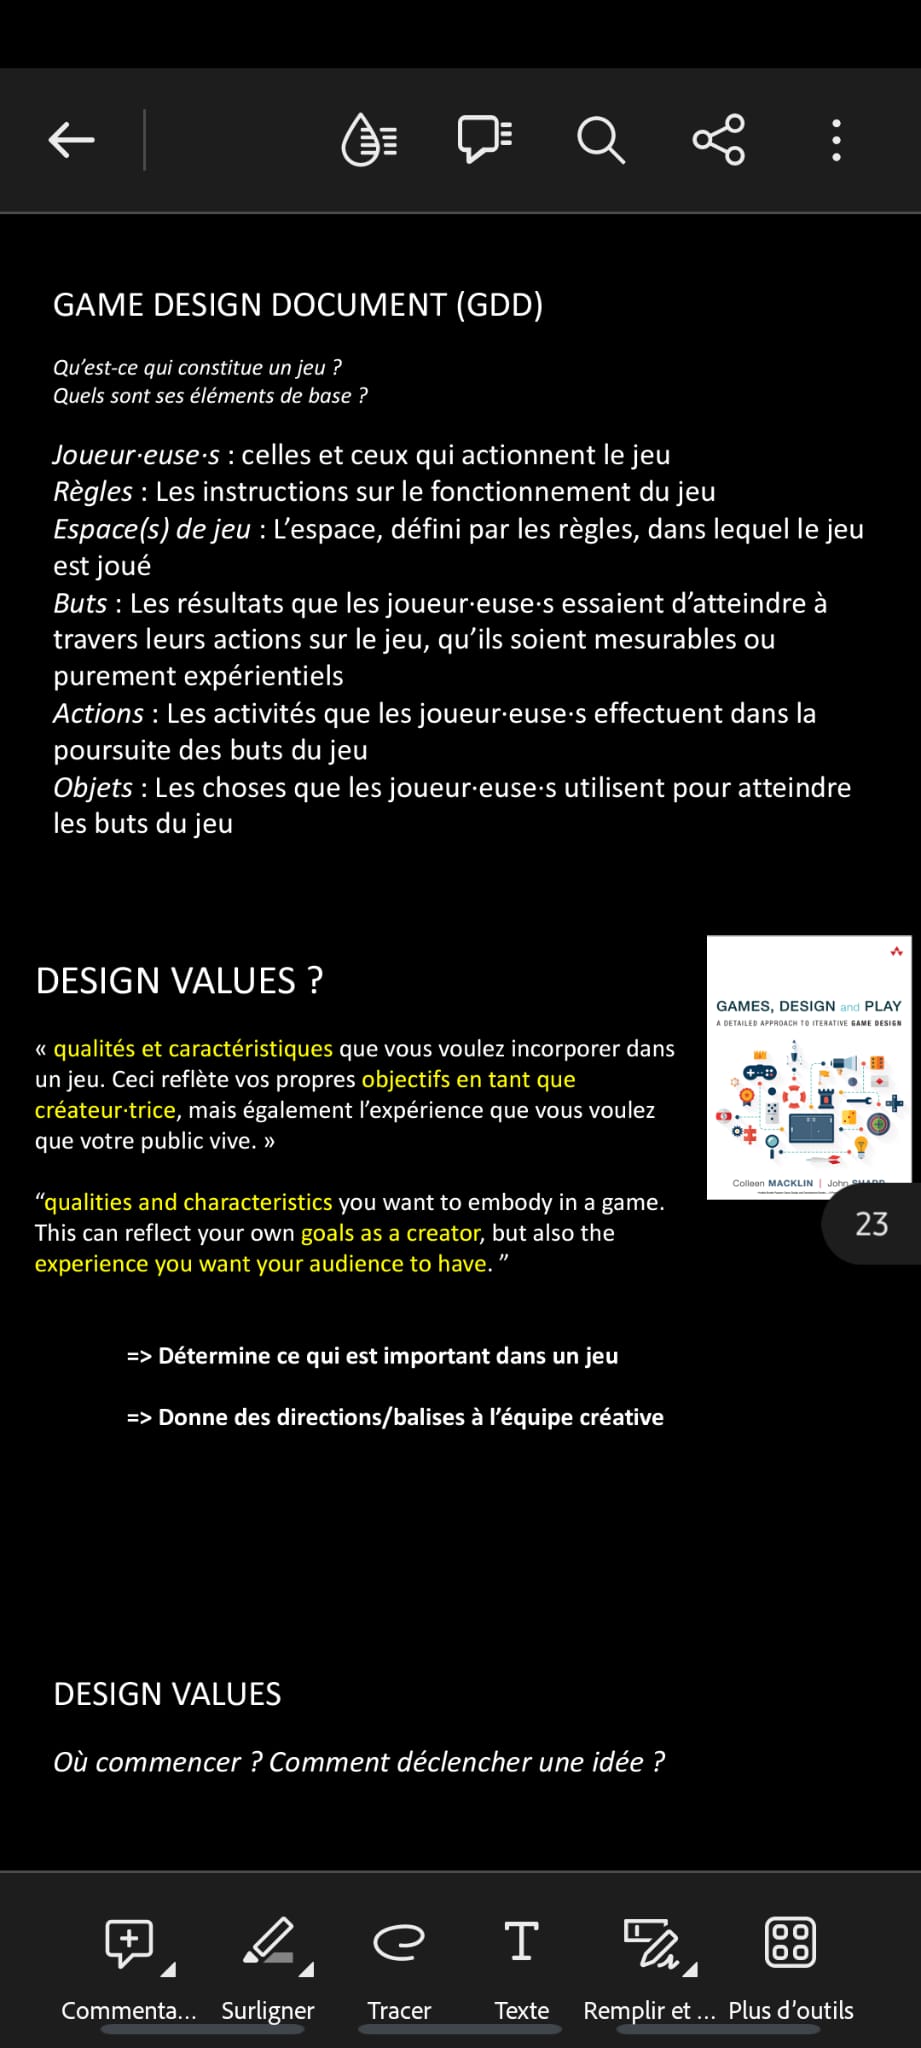 GAME DESIGN DOCUMENT (GDD)
Qu’est-ce qui constitue un jeu ?
Quels sont ses éléments de base ?
Joueur·euse·s : celles et ceux qui actionnent le jeu
Règles : Les instructions sur le fonctionnement du jeu
Espace(s) de jeu : L’espace, défini par les règles, dans lequel le jeu
est joué
Buts : Les résultats que les joueur·euse·s essaient d’atteindre à
travers leurs actions sur le jeu, qu’ils soient mesurables ou
purement expérientiels
Actions : Les activités que les joueur·euse·s effectuent dans la
poursuite des buts du jeu
Objets : Les choses que les joueur·euse·s utilisent pour atteindre
les buts du jeu
DESIGN VALUES ?
« qualités et caractéristiques que vous voulez incorporer dans
un jeu. Ceci reflète vos propres objectifs en tant que
créateur·trice, mais également l’expérience que vous voulez
que votre public vive. »
“qualities and characteristics you want to embody in a game.
This can reflect your own goals as a creator, but also the
experience you want your audience to have. ”
GAMES, DESIGN and PLAY
A DETAILED APPROACH TO ITERATIVE GAME DESIGN
Colleen MACKLIN | John
23
=> Détermine ce qui est important dans un jeu
=> Donne des directions/balises à l’équipe créative
DESIGN VALUES
Où commencer ? Comment déclencher une idée ?
Commenta...
Surligner
Tracer
T
Texte
Remplir et ...
Plus d’outils